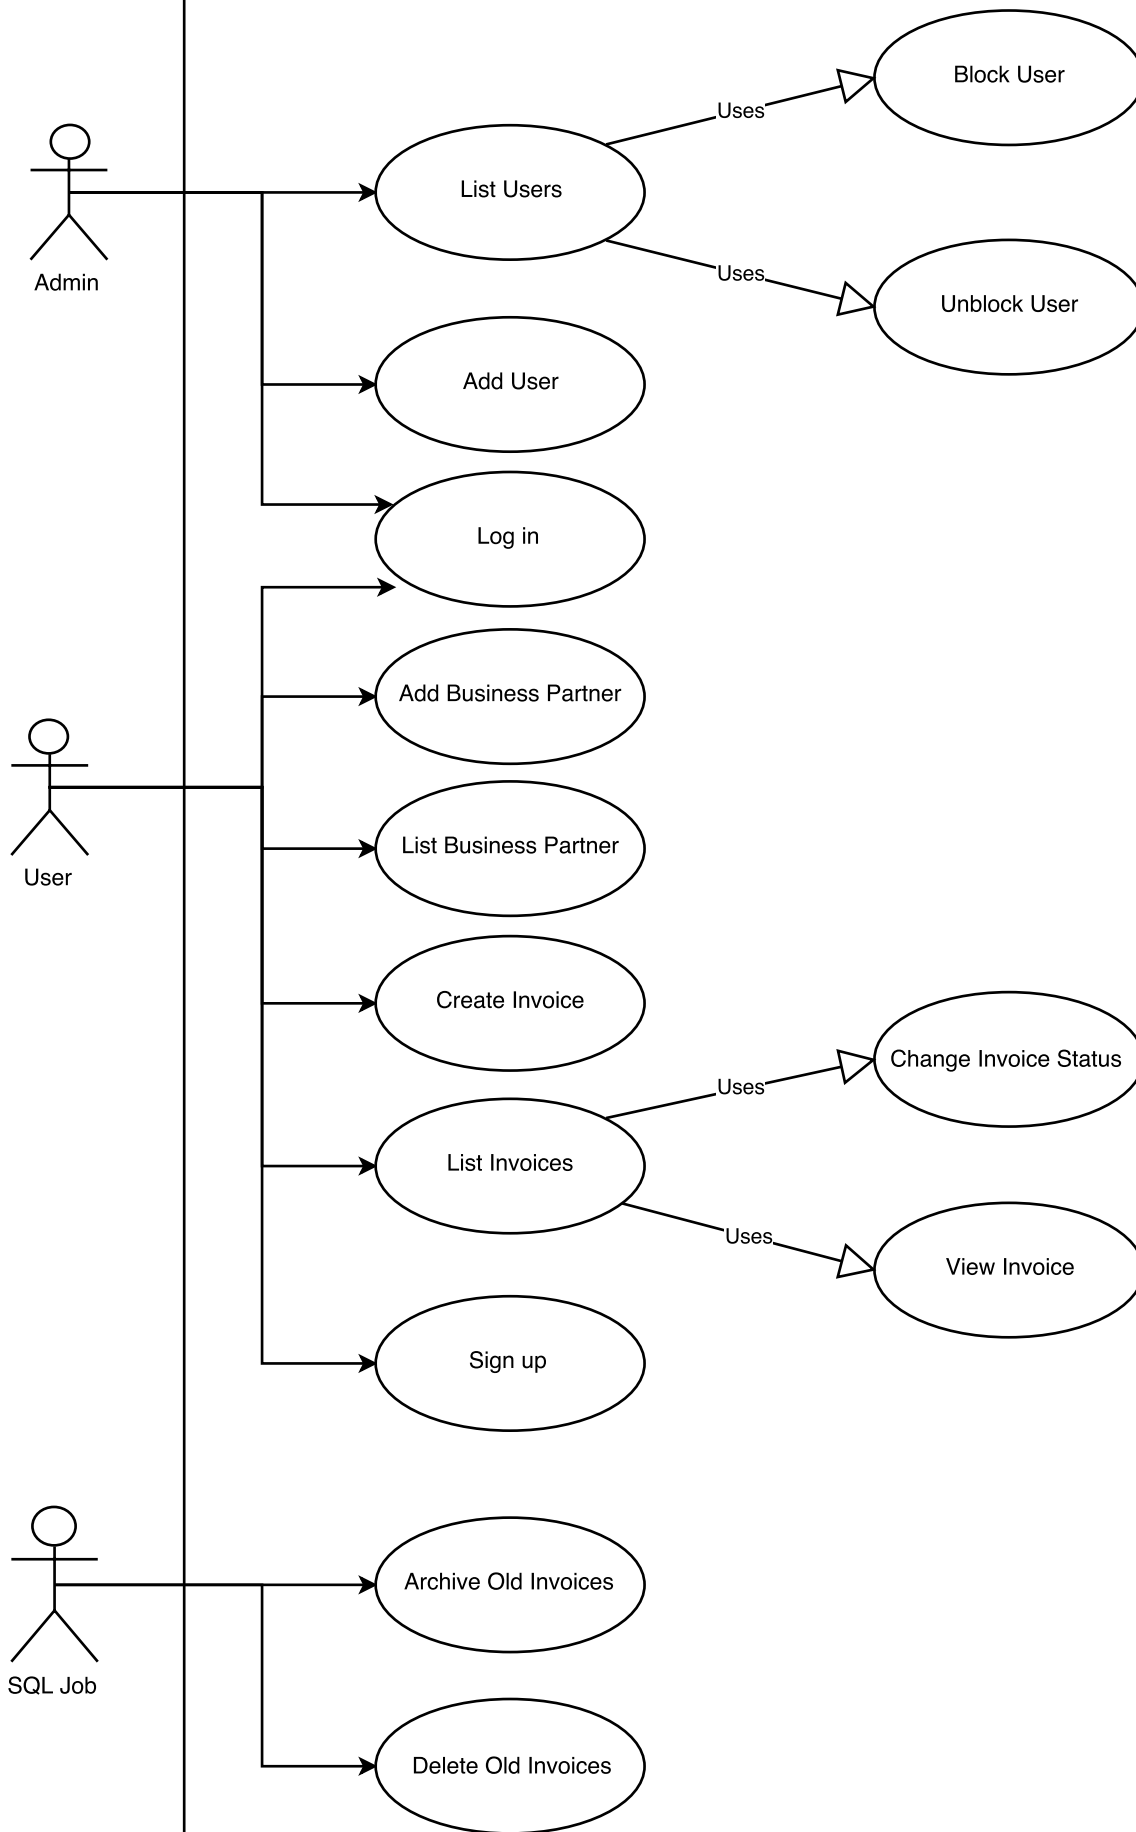 Block User
Uses
List Users
Admin
Uses
Unblock User
Add User
Log in
Add Business Partner
List Business Partner
User
Create Invoice
Change Invoice Status
Uses
List Invoices
Uses
View Invoice
Sign up
Archive Old Invoices
SQL Job
Delete Old Invoices